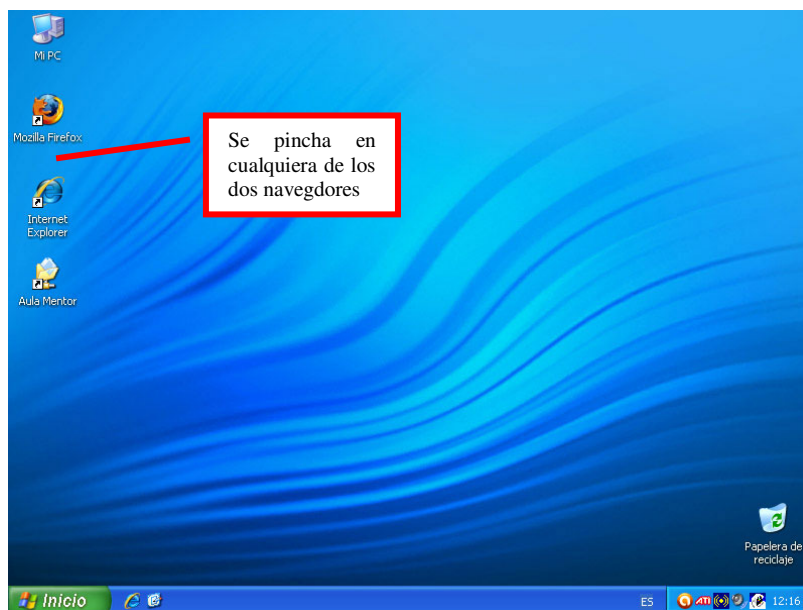 Mi PC
Mozilla Firefox
Se pincha en
cualquiera de los
dos navegdores
Internet
Explorer
Aula Mentor
Papelera de
reciclaje
Inicio
ES
ATI
12:16